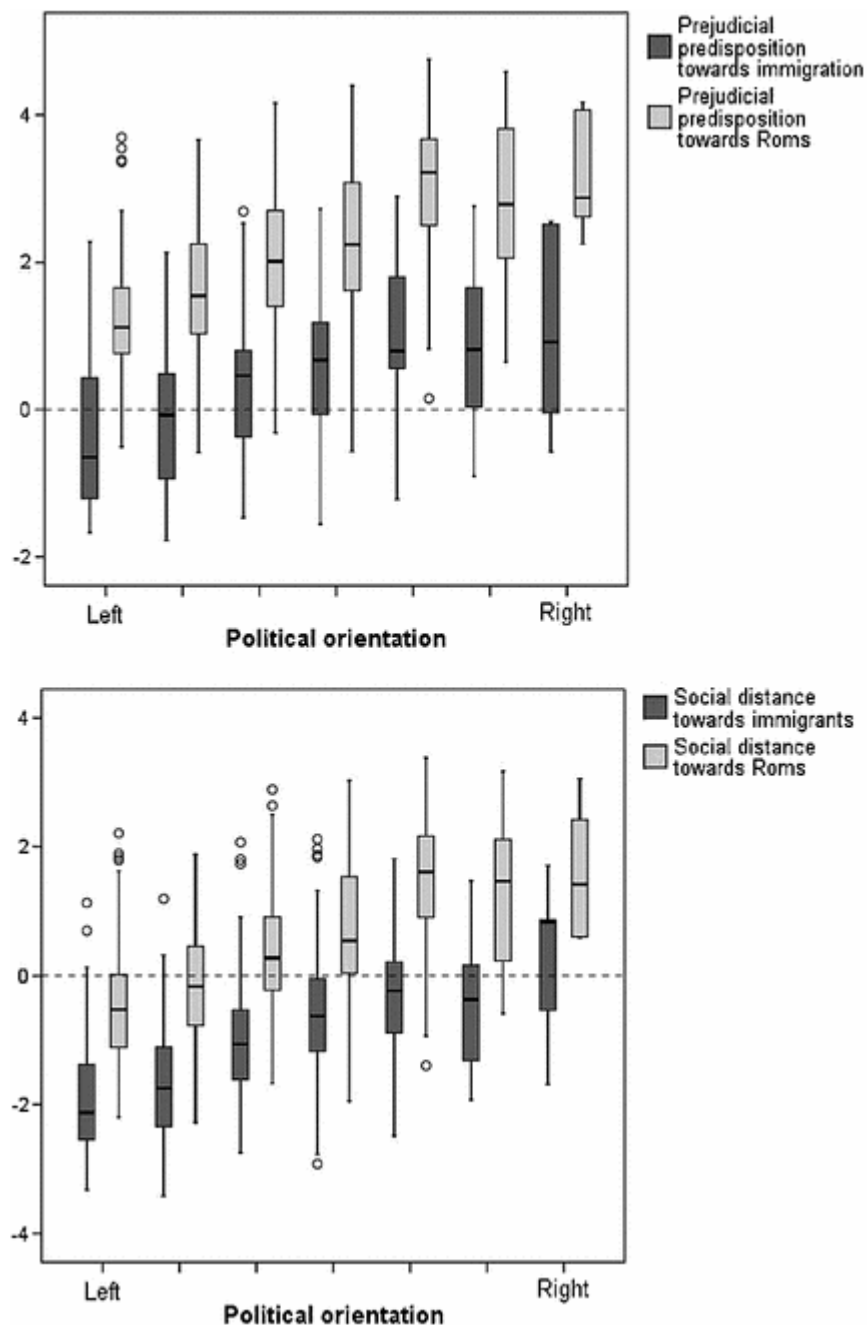 Prejudicial
predisposition
towards immigration
Prejudicial
predisposition
towards Roms
4
2
0
-2
Left
Right
Political orientation
Social distance
towards immigrants
Social distance
towards Roms
4
2
0
-2
-4
Left
Right
Political orientation